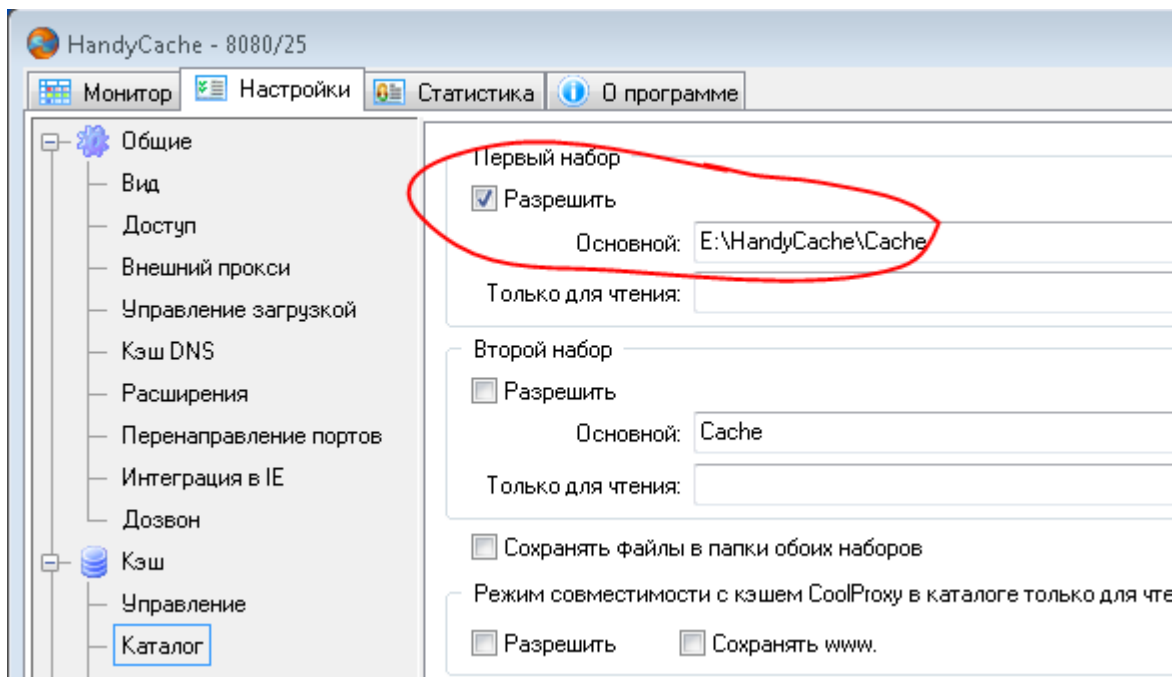 HandyCache - 8080/25
Монитор Настройки Статистика О программе
Общие
Вид
Доступ
Внешний прокси
Управление загрузкой
Кэш DNS
Расширения
Перенаправление портов
Интеграция в IE
Дозвон
Кэш
Управление
Каталог
Первый набор
Разрешить
Основной: E:\HandyCache\Cache
Только для чтения:
Второй набор
Разрешить
Основной: Cache
Только для чтения:
Сохранять файлы в папки обоих наборов
Режим совместимости с кэшем CoolProxy в каталоге только для чте
Разрешить Сохранять www.